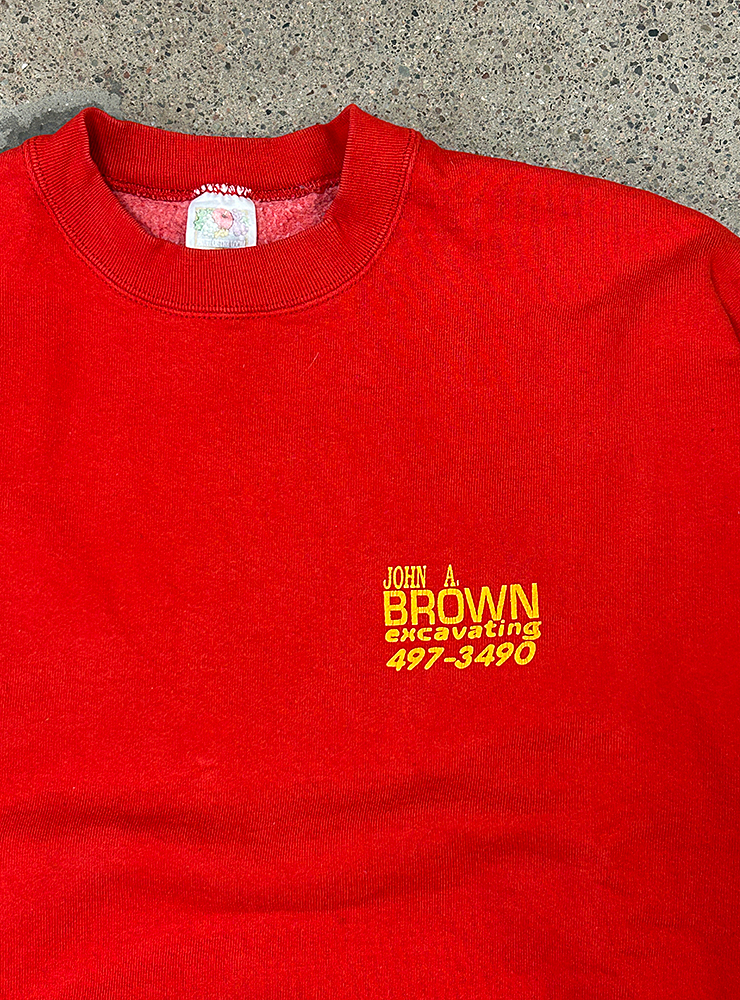 JOHN A.
BROWN
excavating
497-3490